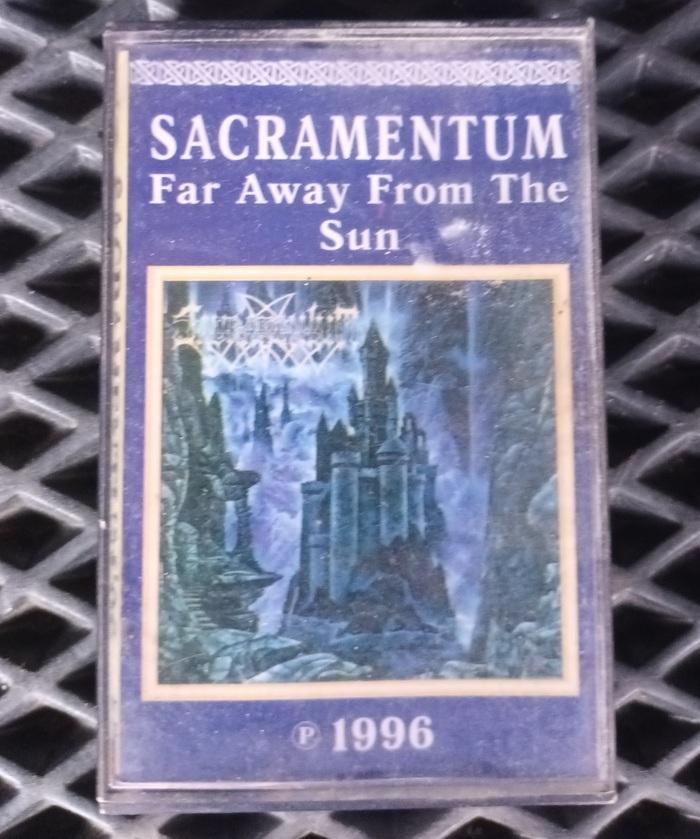 SACRAMENTUM
Far Away From The
Sun
℗ 1996